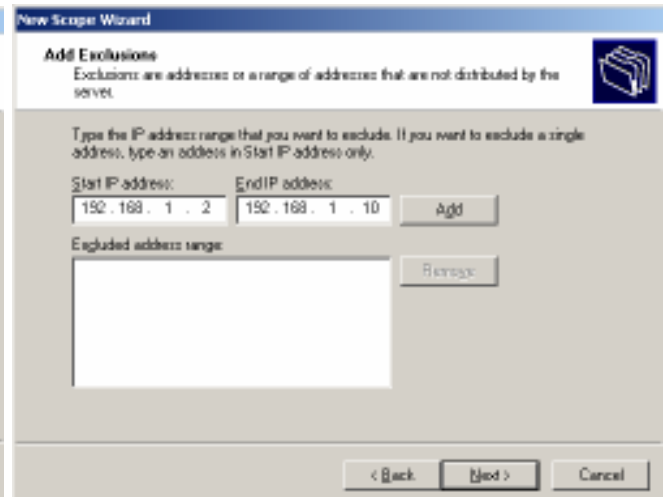 New Scope Wizard
Add Exclusions
Exclusions are addresses or a range of addresses that are not distributed by the
server.
Type the IP address range that you want to exclude. If you want to exclude a single
address, type an address in Start IP address only.
Start IP address: End IP address:
192 . 168 . 1 . 2 192 . 168 . 1 . 10 Add
Excluded address range:
Remove
< Back Next > Cancel